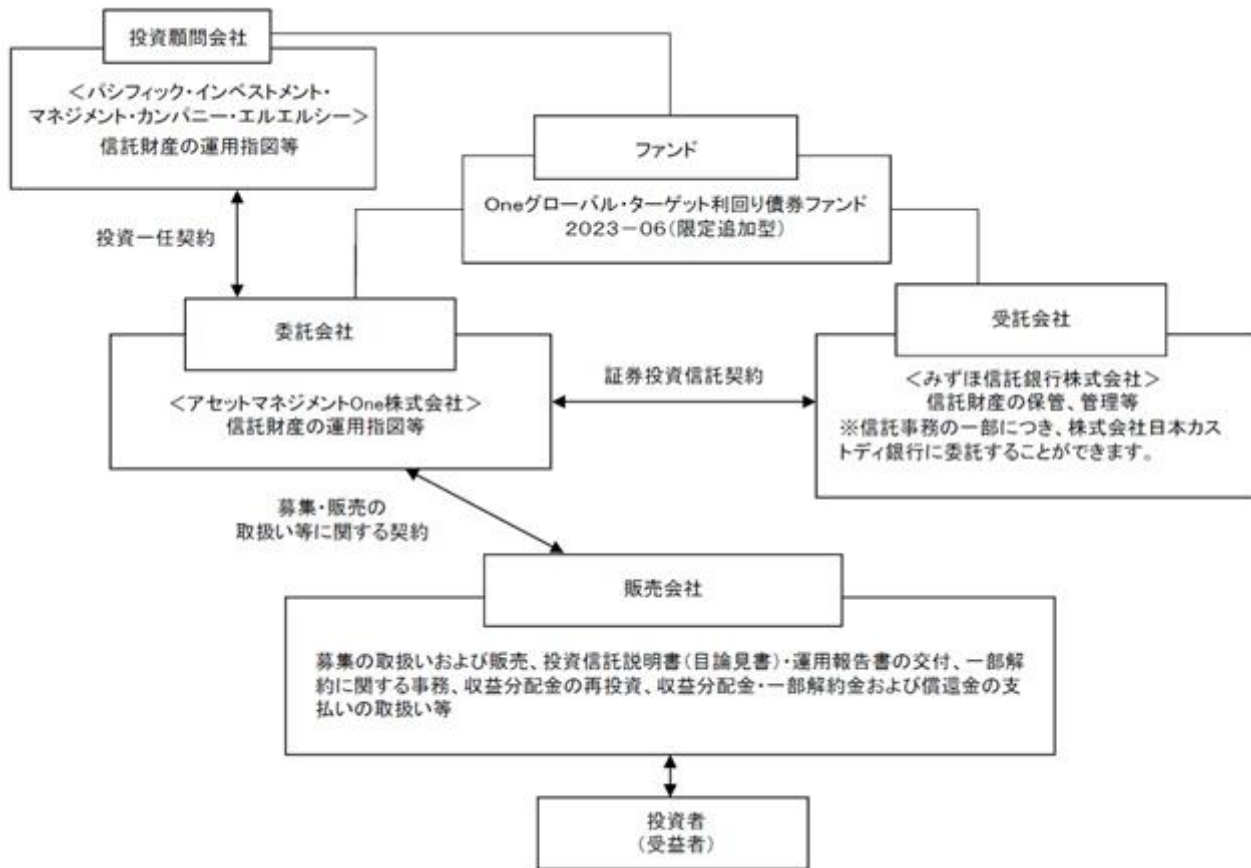 投資顧問会社
＜パシフィック・インベストメント・
マネジメント・カンパニー・エルエルシー＞
信託財産の運用指図等
ファンド
Oneグローバル・ターゲット利回り債券ファンド
2023－06（限定追加型）
投資一任契約
委託会社
＜アセットマネジメントOne株式会社＞
信託財産の運用指図等
証券投資信託契約
受託会社
＜みずほ信託銀行株式会社＞
信託財産の保管、管理等
※信託事務の一部につき、株式会社日本カス
トディ銀行に委託することができます。
募集・販売の
取扱い等に関する契約
販売会社
募集の取扱いおよび販売、投資信託説明書（目論見書）・運用報告書の交付、一部解
約に関する事務、収益分配金の再投資、収益分配金・一部解約金および償還金の支
払いの取扱い等
投資者
（受益者）